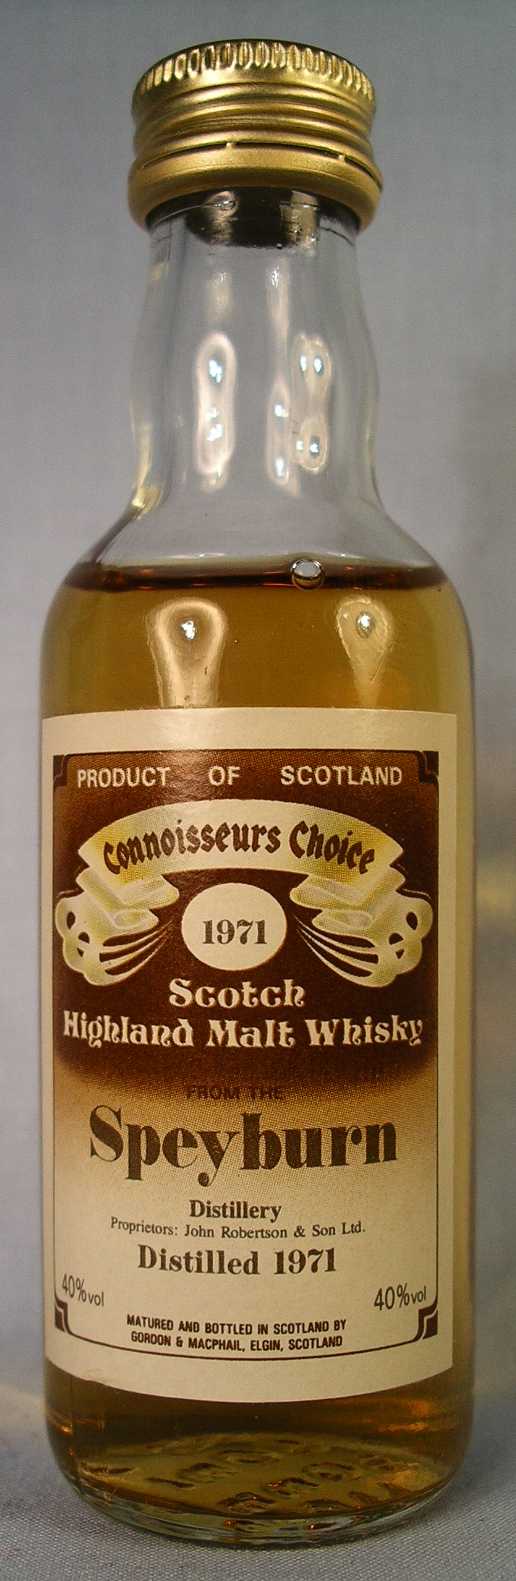 PRODUCT OF SCOTLAND
Connoisseurs Choice
1971
Scotch
Highland Malt Whisky
FROM THE
Speyburn
Distillery
Proprietors: John Robertson & Son Ltd.
Distilled 1971
40%vol 40%vol
MATURED AND BOTTLED IN SCOTLAND BY
GORDON & MACPHAIL, ELGIN, SCOTLAND